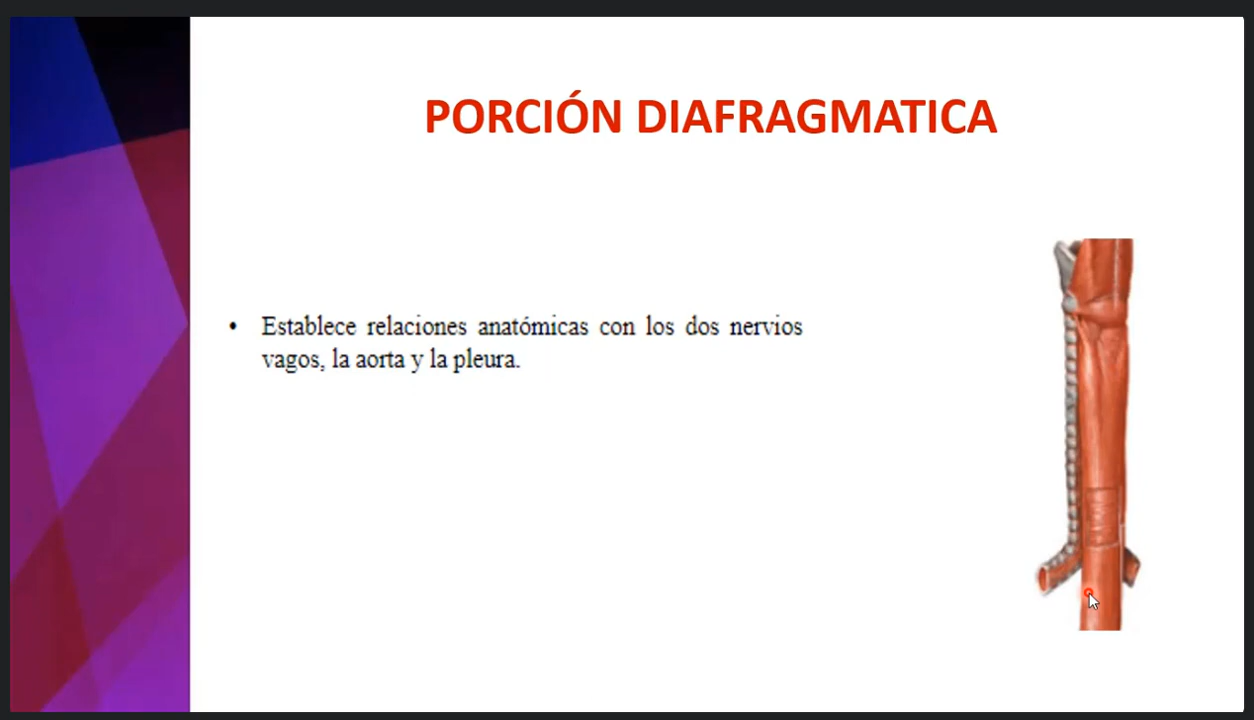 PORCIÓN DIAFRAGMATICA
• Establece relaciones anatómicas con los dos nervios
vagos, la aorta y la pleura.